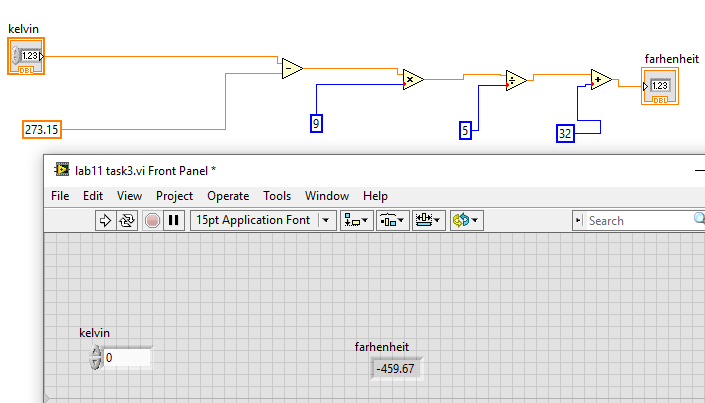 kelvin
1.23
DBL
farhenheit
1.23
DBL
273.15
9
5
32
lab11 task3.vi Front Panel *
File Edit View Project Operate Tools Window Help
15pt Application Font Search
kelvin
0
farhenheit
-459.67